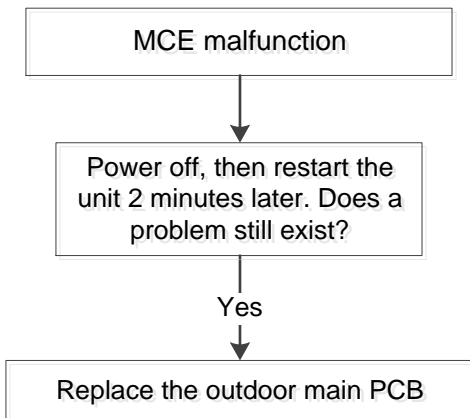 MCE malfunction
Power off, then restart the
unit 2 minutes later. Does a
problem still exist?
Yes
Replace the outdoor main PCB